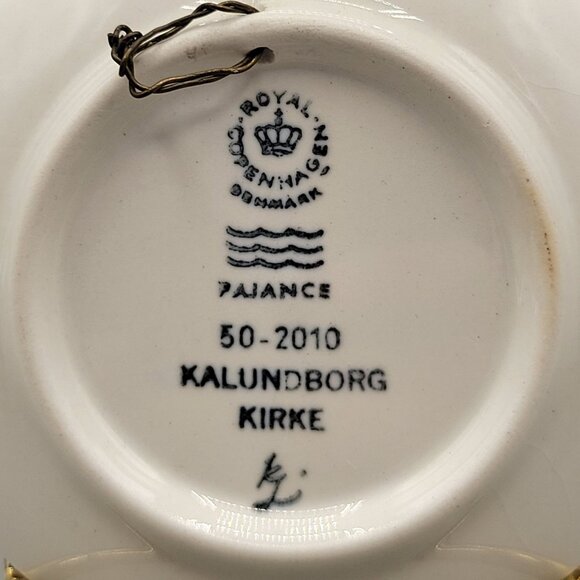 ROYAL COPENHAGEN
DENMARK
FAJANCE
50-2010
KALUNDBORG
KIRKE